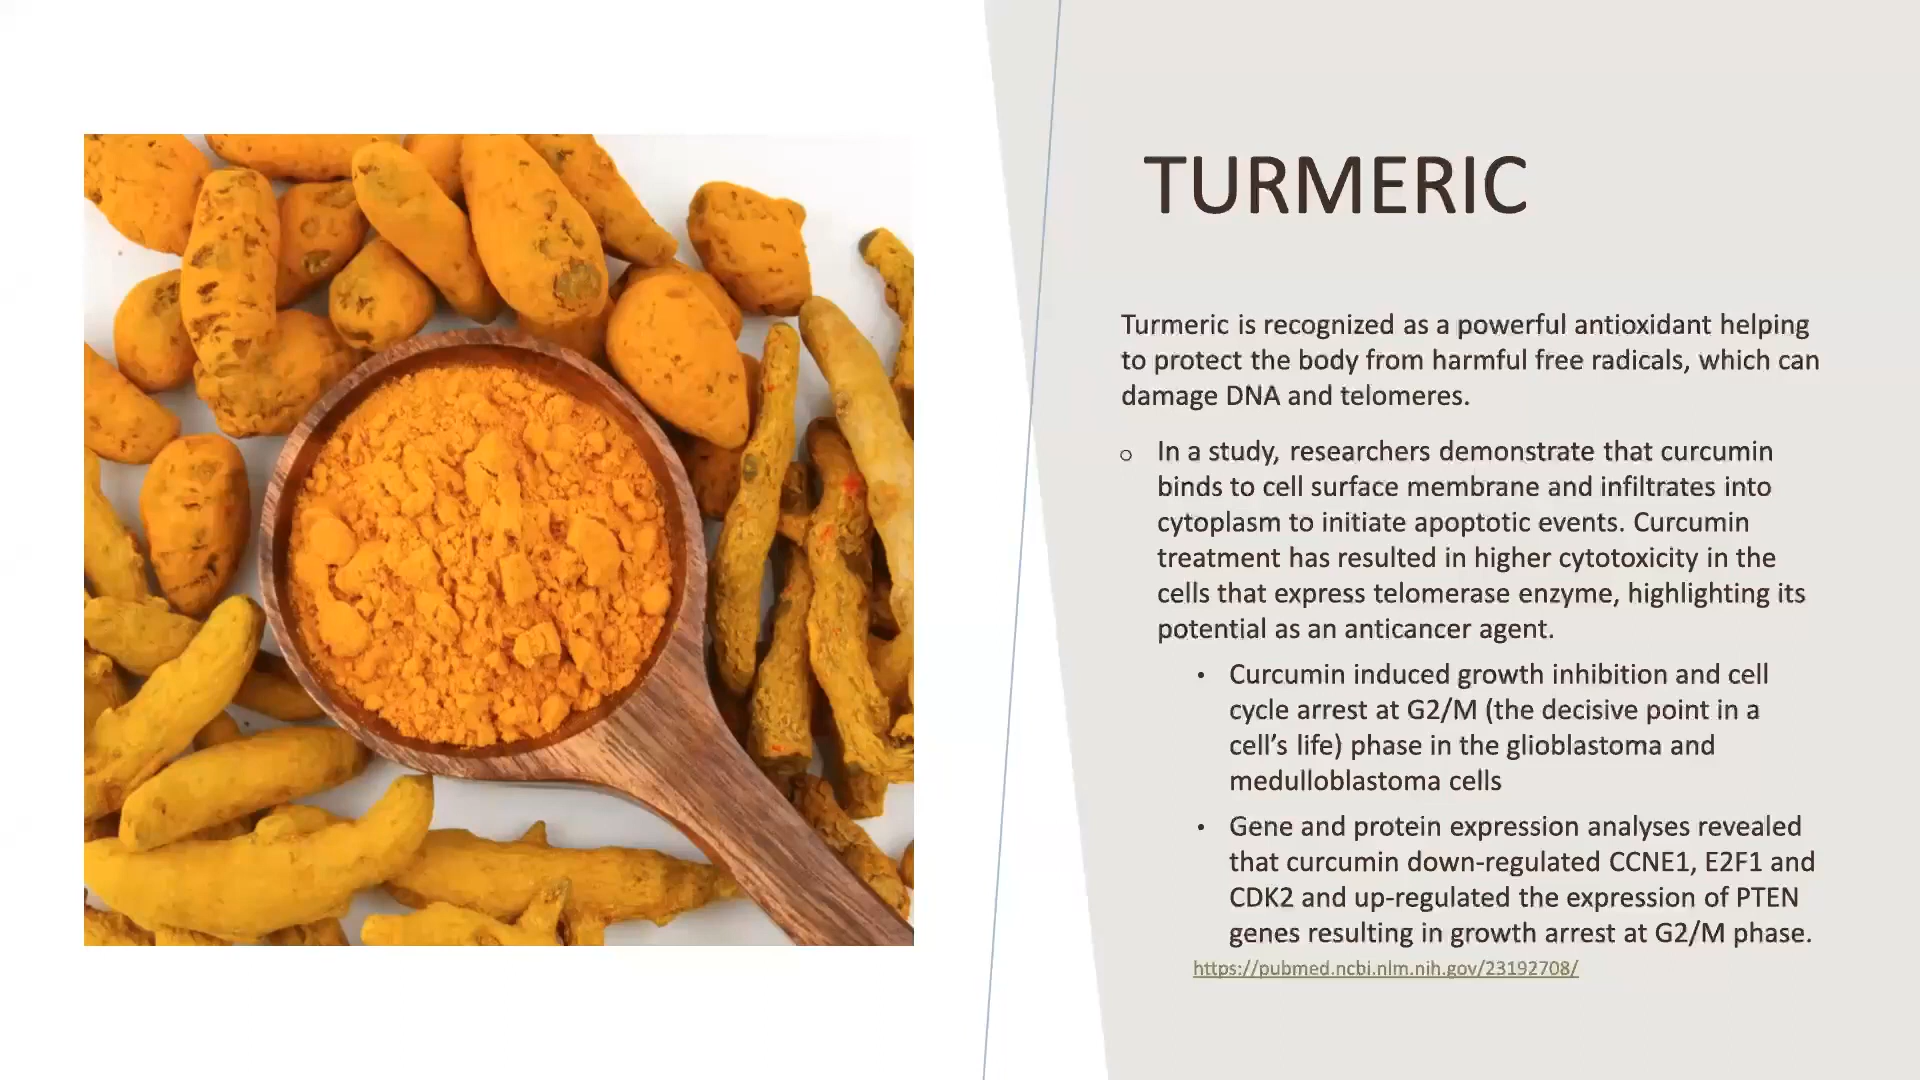 TURMERIC
Turmeric is recognized as a powerful antioxidant helping
to protect the body from harmful free radicals, which can
damage DNA and telomeres.
o In a study, researchers demonstrate that curcumin
binds to cell surface membrane and infiltrates into
cytoplasm to initiate apoptotic events. Curcumin
treatment has resulted in higher cytotoxicity in the
cells that express telomerase enzyme, highlighting its
potential as an anticancer agent.
• Curcumin induced growth inhibition and cell
cycle arrest at G2/M (the decisive point in a
cell’s life) phase in the glioblastoma and
medulloblastoma cells
• Gene and protein expression analyses revealed
that curcumin down-regulated CCNE1, E2F1 and
CDK2 and up-regulated the expression of PTEN
genes resulting in growth arrest at G2/M phase.
https://pubmed.ncbi.nlm.nih.gov/23192708/